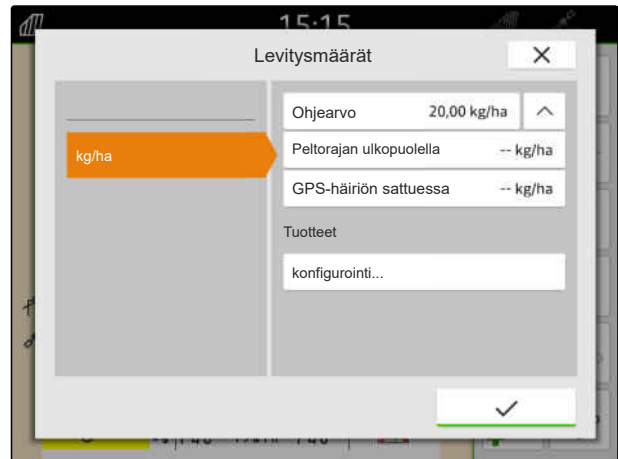 15:15
Levitysmäärät
kg/ha
Ohjearvo 20,00 kg/ha
Peltorajan ulkopuolella -- kg/ha
GPS-häiriön sattuessa -- kg/ha
Tuotteet
konfigurointi...